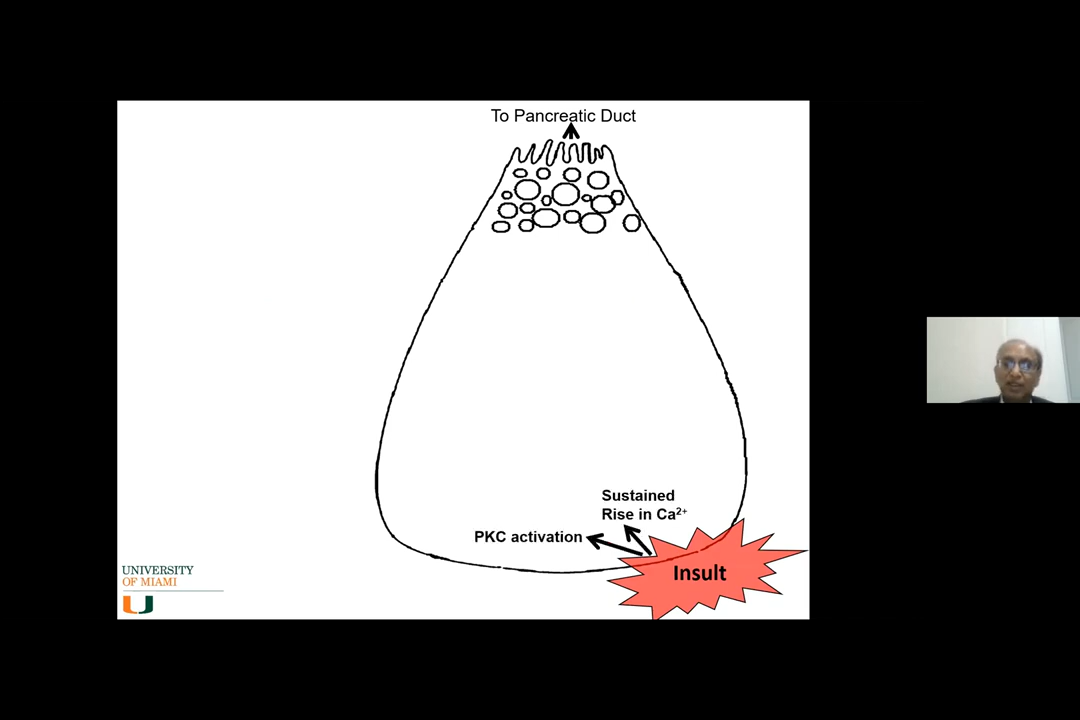 To Pancreatic Duct
Sustained
Rise in Ca²⁺
PKC activation
Insult
UNIVERSITY
OF MIAMI